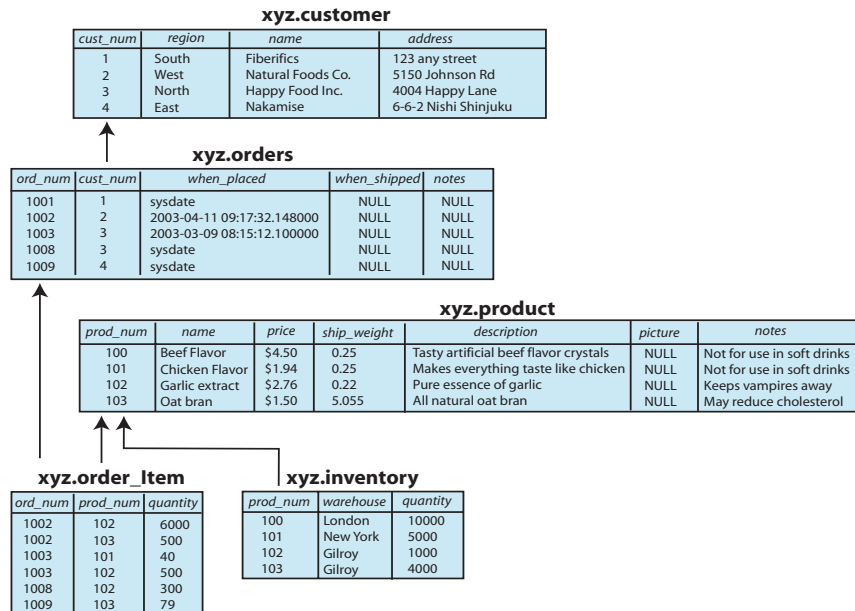 xyz.customer
cust_num region name address
1 South Fiberifics 123 any street
2 West Natural Foods Co. 5150 Johnson Rd
3 North Happy Food Inc. 4004 Happy Lane
4 East Nakamise 6-6-2 Nishi Shinjuku
xyz.orders
ord_num cust_num when_placed when_shipped notes
1001 1 sysdate NULL NULL
1002 2 2003-04-11 09:17:32.148000 NULL NULL
1003 3 2003-03-09 08:15:12.100000 NULL NULL
1008 3 sysdate NULL NULL
1009 4 sysdate NULL NULL
xyz.product
prod_num name price ship_weight description picture notes
100 Beef Flavor $4.50 0.25 Tasty artificial beef flavor crystals NULL Not for use in soft drinks
101 Chicken Flavor $1.94 0.25 Makes everything taste like chicken NULL Not for use in soft drinks
102 Garlic extract $2.76 0.22 Pure essence of garlic NULL Keeps vampires away
103 Oat bran $1.50 5.055 All natural oat bran NULL May reduce cholesterol
xyz.order_Item
ord_num prod_num quantity
1002 102 6000
1002 103 500
1003 101 40
1003 102 500
1008 102 300
1009 103 79
xyz.inventory
prod_num warehouse quantity
100 London 10000
101 New York 5000
102 Gilroy 1000
103 Gilroy 4000